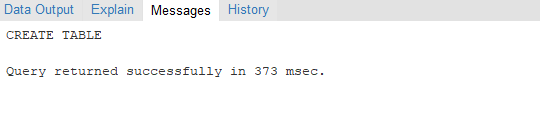 Data Output Explain Messages History
CREATE TABLE
Query returned successfully in 373 msec.